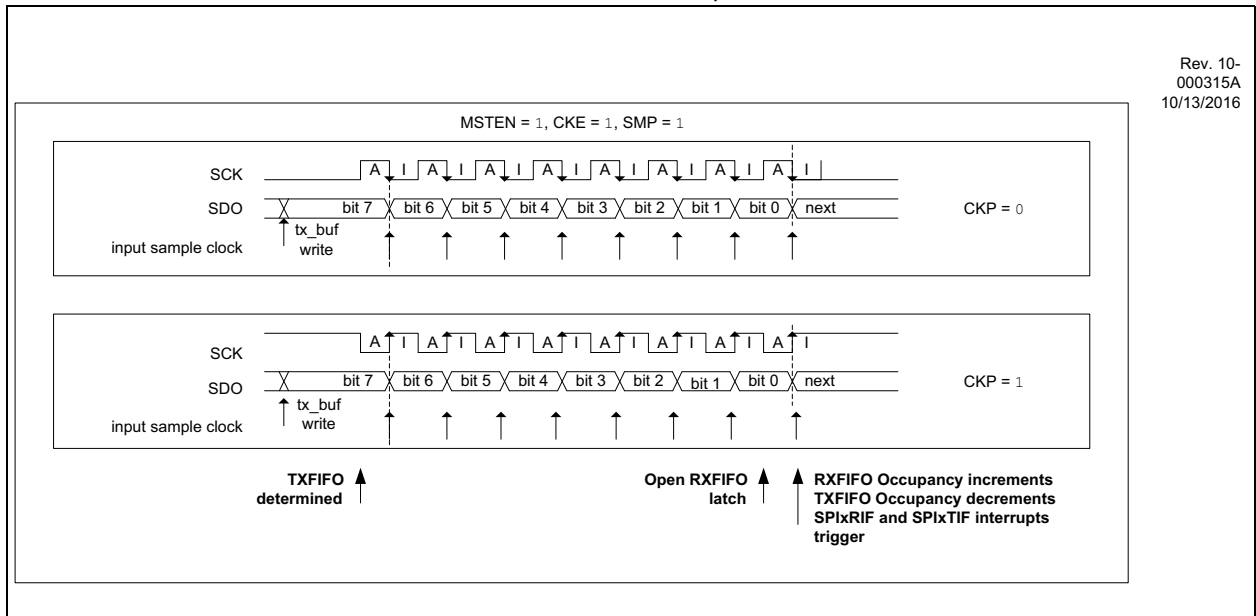 Rev. 10-
000315A
10/13/2016
MSTEN = 1, CKE = 1, SMP = 1
SCK A I A I A I A I A I A I A I A I
SDO bit 7 bit 6 bit 5 bit 4 bit 3 bit 2 bit 1 bit 0 next CKP = 0
tx_buf
write
input sample clock
SCK A I A I A I A I A I A I A I A I
SDO bit 7 bit 6 bit 5 bit 4 bit 3 bit 2 bit 1 bit 0 next CKP = 1
tx_buf
write
input sample clock
TXFIFO
determined
Open RXFIFO
latch
RXFIFO Occupancy increments
TXFIFO Occupancy decrements
SPIxRIF and SPIxTIF interrupts
trigger